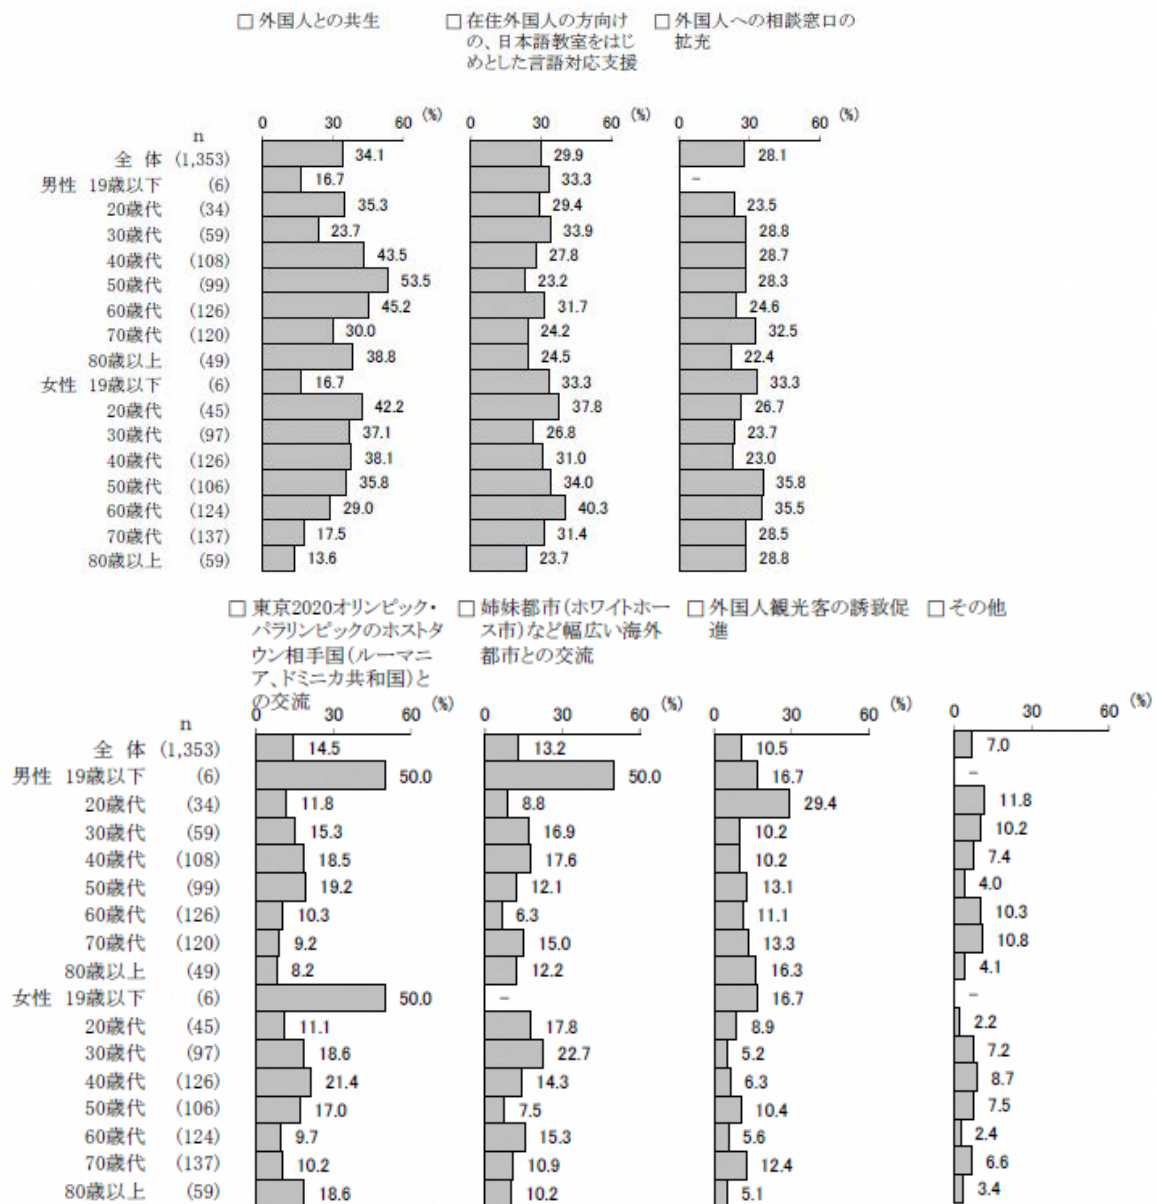 □ 外国人との共生
□ 在住外国人の方向け
の、日本語教室をはじ
めとした言語対応支援
□ 外国人への相談窓口の
拡充
0 30 60 (%) 0 30 60 (%) 0 30 60 (%)
n
全 体 (1,353) 34.1 29.9 28.1
男性 19歳以下 (6) 16.7 33.3 －
20歳代 (34) 35.3 29.4 23.5
30歳代 (59) 23.7 33.9 28.8
40歳代 (108) 43.5 27.8 28.7
50歳代 (99) 53.5 23.2 28.3
60歳代 (126) 45.2 31.7 24.6
70歳代 (120) 30.0 24.2 32.5
80歳以上 (49) 38.8 24.5 22.4
女性 19歳以下 (6) 16.7 33.3 33.3
20歳代 (45) 42.2 37.8 26.7
30歳代 (97) 37.1 26.8 23.7
40歳代 (126) 38.1 31.0 23.0
50歳代 (106) 35.8 34.0 35.8
60歳代 (124) 29.0 40.3 35.5
70歳代 (137) 17.5 31.4 28.5
80歳以上 (59) 13.6 23.7 28.8
□ 東京2020オリンピック・
パラリンピックのホストタ
ウン相手国（ルーマニ
ア、ドミニカ共和国）と
の交流
□ 姉妹都市（ホワイトホー
ス市）など幅広い海外
都市との交流
□ 外国人観光客の誘致促
進
□ その他
0 30 60 (%) 0 30 60 (%) 0 30 60 (%) 0 30 60 (%)
n
全 体 (1,353) 14.5 13.2 10.5 7.0
男性 19歳以下 (6) 50.0 50.0 16.7 －
20歳代 (34) 11.8 8.8 29.4 11.8
30歳代 (59) 15.3 16.9 10.2 10.2
40歳代 (108) 18.5 17.6 10.2 7.4
50歳代 (99) 19.2 12.1 13.1 4.0
60歳代 (126) 10.3 6.3 11.1 10.3
70歳代 (120) 9.2 15.0 13.3 10.8
80歳以上 (49) 8.2 12.2 16.3 4.1
女性 19歳以下 (6) 50.0 － 16.7 －
20歳代 (45) 11.1 17.8 8.9 2.2
30歳代 (97) 18.6 22.7 5.2 7.2
40歳代 (126) 21.4 14.3 6.3 8.7
50歳代 (106) 17.0 7.5 10.4 7.5
60歳代 (124) 9.7 15.3 5.6 2.4
70歳代 (137) 10.2 10.9 12.4 6.6
80歳以上 (59) 18.6 10.2 5.1 3.4